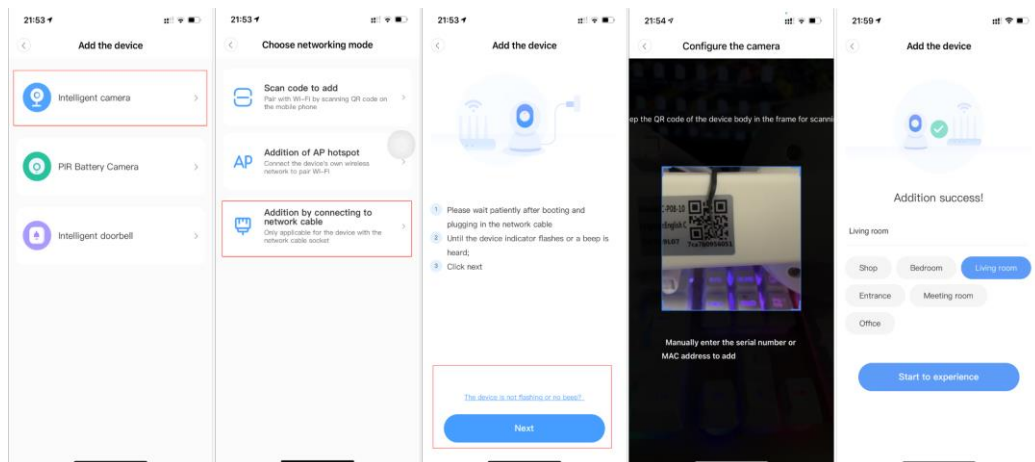 21:53
Add the device
Intelligent camera
PIR Battery Camera
Intelligent doorbell
21:53
Choose networking mode
Scan code to add
Pair with Wi-Fi by scanning QR code on
the mobile phone
AP
Addition of AP hotspot
Connect the device's own wireless
network to pair Wi-Fi
Addition by connecting to
network cable
Only applicable for the device with the
network cable socket
21:53
Add the device
1 Please wait patiently after booting and
plugging in the network cable
2 Until the device indicator flashes or a beep is
heard;
3 Click next
The device is not flashing or no beep?
Next
21:54
Configure the camera
ep the QR code of the device body in the frame for scanni
C-P08-10
English C
Manually enter the serial number or
MAC address to add
21:59
Add the device
Addition success!
Living room
Shop
Bedroom
Living room
Entrance
Meeting room
Office
Start to experience